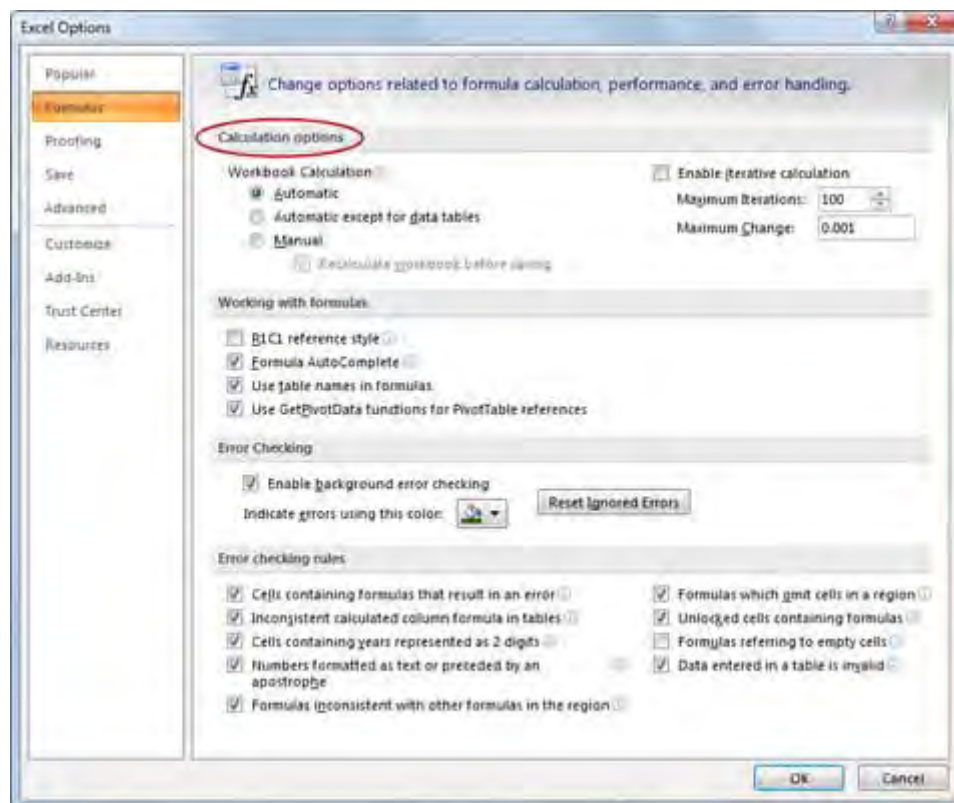 Excel Options
Popular
Formulas
Proofing
Save
Advanced
Customize
Add-Ins
Trust Center
Resources
Change options related to formula calculation, performance, and error handling.
Calculation options
Workbook Calculation
Automatic
Automatic except for data tables
Manual
Recalculate workbook before saving
Enable iterative calculation
Maximum Iterations: 100
Maximum Change: 0.001
Working with formulas
R1C1 reference style
Formula AutoComplete
Use table names in formulas
Use GetPivotData functions for PivotTable references
Error Checking
Enable background error checking
Indicate errors using this color:
Reset Ignored Errors
Error checking rules
Cells containing formulas that result in an error
Inconsistent calculated column formula in tables
Cells containing years represented as 2 digits
Numbers formatted as text or preceded by an
apostrophe
Formulas inconsistent with other formulas in the region
Formulas which omit cells in a region
Unlocked cells containing formulas
Formulas referring to empty cells
Data entered in a table is invalid
OK
Cancel